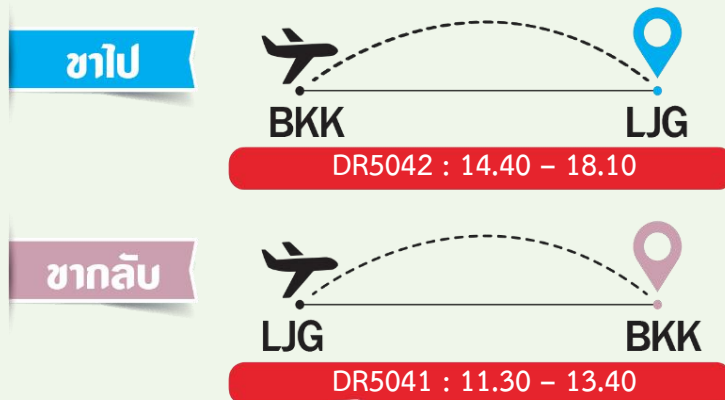 ขาไป
BKK LJG
DR5042 : 14.40 – 18.10
ขากลับ
LJG BKK
DR5041 : 11.30 – 13.40